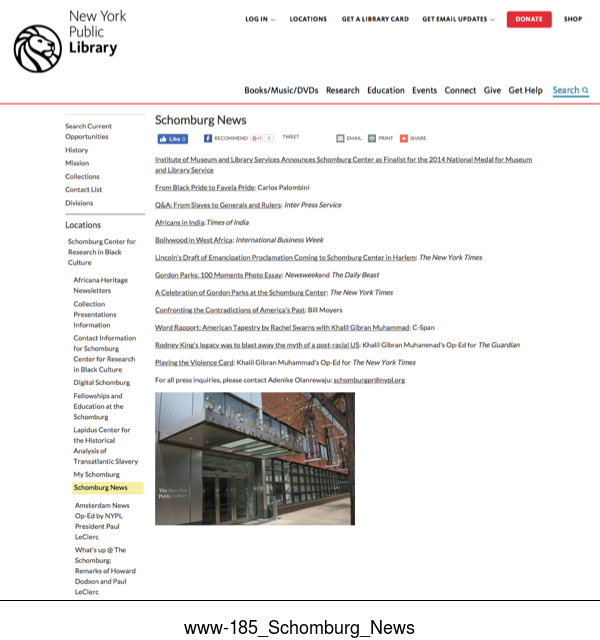 New York
Public
Library
LOG IN LOCATIONS GET A LIBRARY CARD GET EMAIL UPDATES DONATE SHOP
Books/Music/DVDs Research Education Events Connect Give Get Help Search
Search Current
Opportunities
History
Mission
Collections
Contact List
Divisions
Locations
Schomburg Center for
Research in Black
Culture
Africana Heritage
Newsletters
Collection
Presentations
Information
Contact Information
for Schomburg
Center for Research
in Black Culture
Digital Schomburg
Fellowships and
Education at the
Schomburg
Lapidus Center for
the Historical
Analysis of
Transatlantic Slavery
My Schomburg
Schomburg News
Amsterdam News
Op-Ed by NYPL
President Paul
LeClerc
What's up @ The
Schomburg:
Remarks of Howard
Dodson and Paul
LeClerc
Schomburg News
Like 0 RECOMMEND G+1 3 TWEET EMAIL PRINT SHARE
Institute of Museum and Library Services Announces Schomburg Center as Finalist for the 2014 National Medal for Museum
and Library Service
From Black Pride to Favela Pride: Carlos Palombini
Q&A: From Slaves to Generals and Rulers: Inter Press Service
Africans in India: Times of India
Bollywood in West Africa: International Business Week
Lincoln's Draft of Emancipation Proclamation Coming to Schomburg Center in Harlem: The New York Times
Gordon Parks: 100 Moments Photo Essay: Newsweekand The Daily Beast
A Celebration of Gordon Parks at the Schomburg Center: The New York Times
Confronting the Contradictions of America's Past: Bill Moyers
Word Rapport: American Tapestry by Rachel Swarns with Khalil Gibran Muhammad: C-Span
Rodney King's legacy was to blast away the myth of a post-racial US: Khalil Gibran Muhammad's Op-Ed for The Guardian
Playing the Violence Card: Khalil Gibran Muhammad's Op-Ed for The New York Times
For all press inquiries, please contact Adenike Olanrewaju: schomburgpr@nypl.org
The New York
Public Library
www-185_Schomburg_News